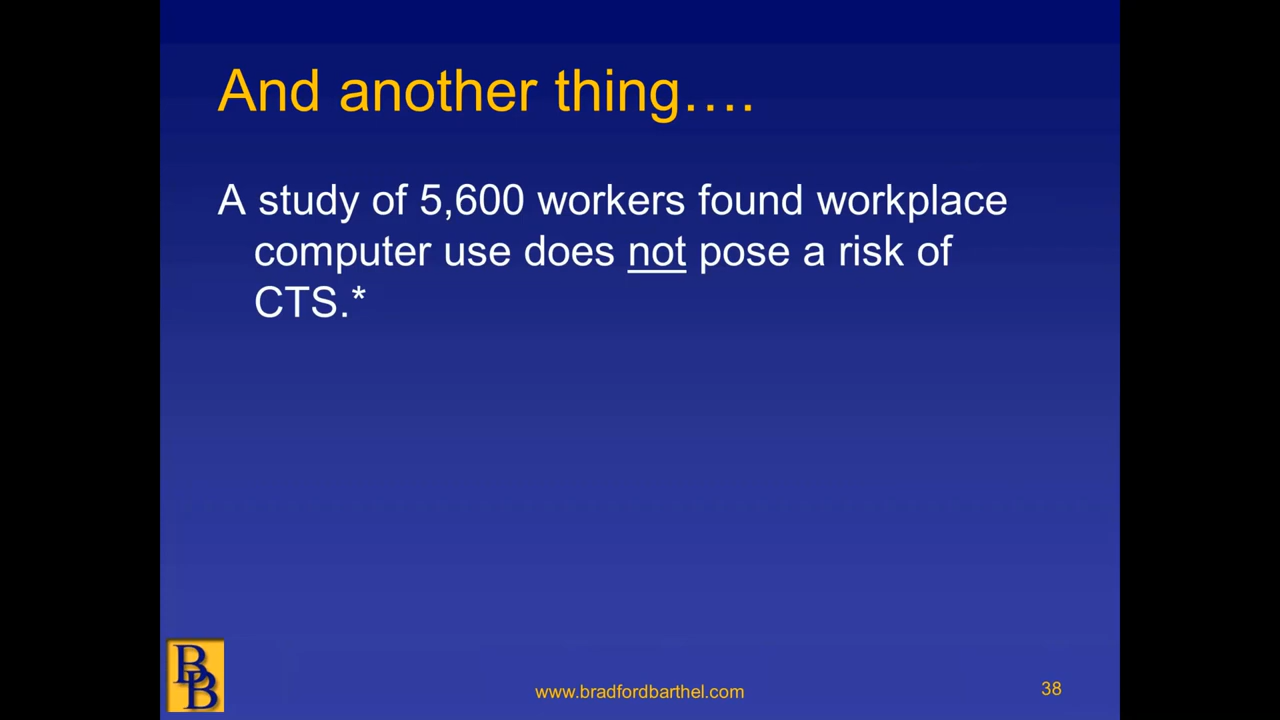 And another thing….
A study of 5,600 workers found workplace
computer use does not pose a risk of
CTS.*
BB
www.bradfordbarthel.com
38